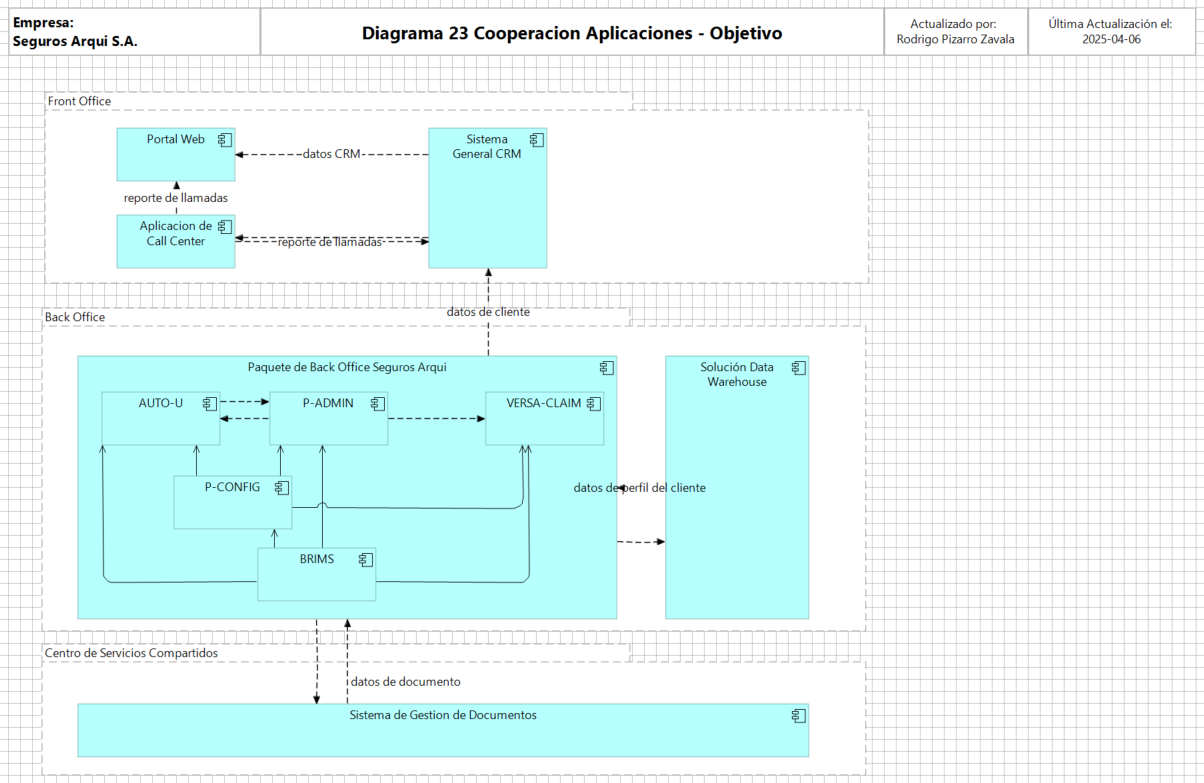 Empresa:
Seguros Arqui S.A.
Diagrama 23 Cooperacion Aplicaciones - Objetivo
Actualizado por:
Rodrigo Pizarro Zavala
Última Actualización el:
2025-04-06
Front Office
Portal Web
Sistema
General CRM
datos CRM
reporte de llamadas
Aplicacion de
Call Center
reporte de llamadas
datos de cliente
Back Office
Paquete de Back Office Seguros Arqui
Solución Data
Warehouse
AUTO-U
P-ADMIN
VERSA-CLAIM
P-CONFIG
datos de perfil del cliente
BRIMS
Centro de Servicios Compartidos
datos de documento
Sistema de Gestion de Documentos